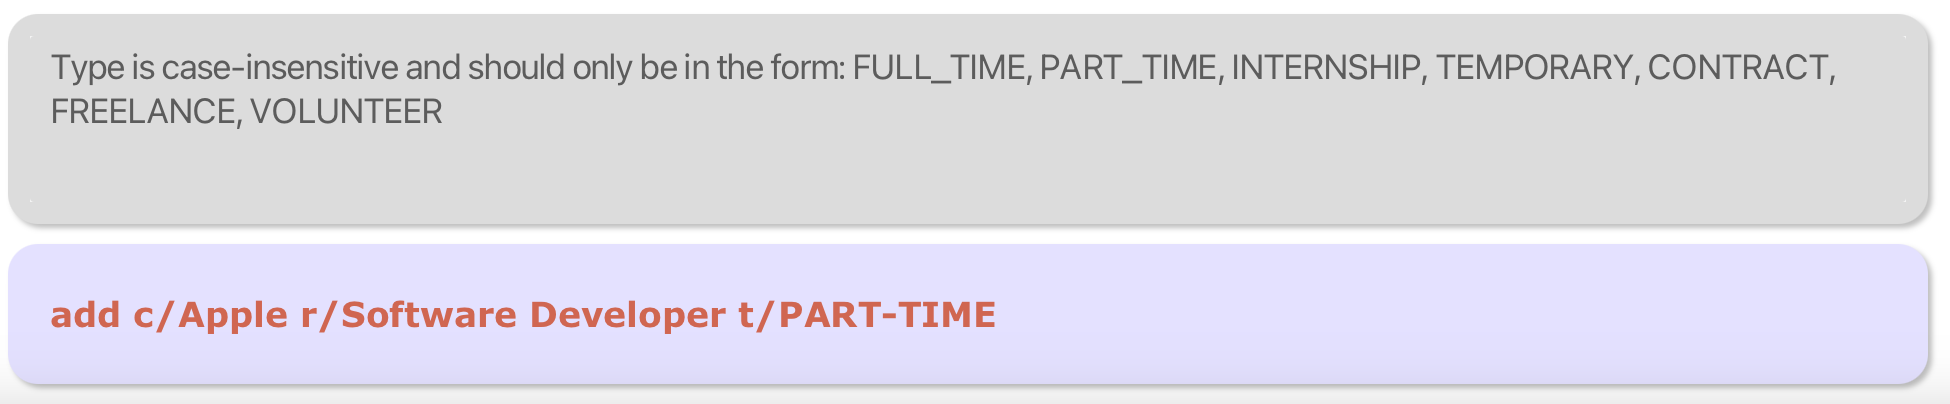 Type is case-insensitive and should only be in the form: FULL_TIME, PART_TIME, INTERNSHIP, TEMPORARY, CONTRACT,
FREELANCE, VOLUNTEER
add c/Apple r/Software Developer t/PART-TIME